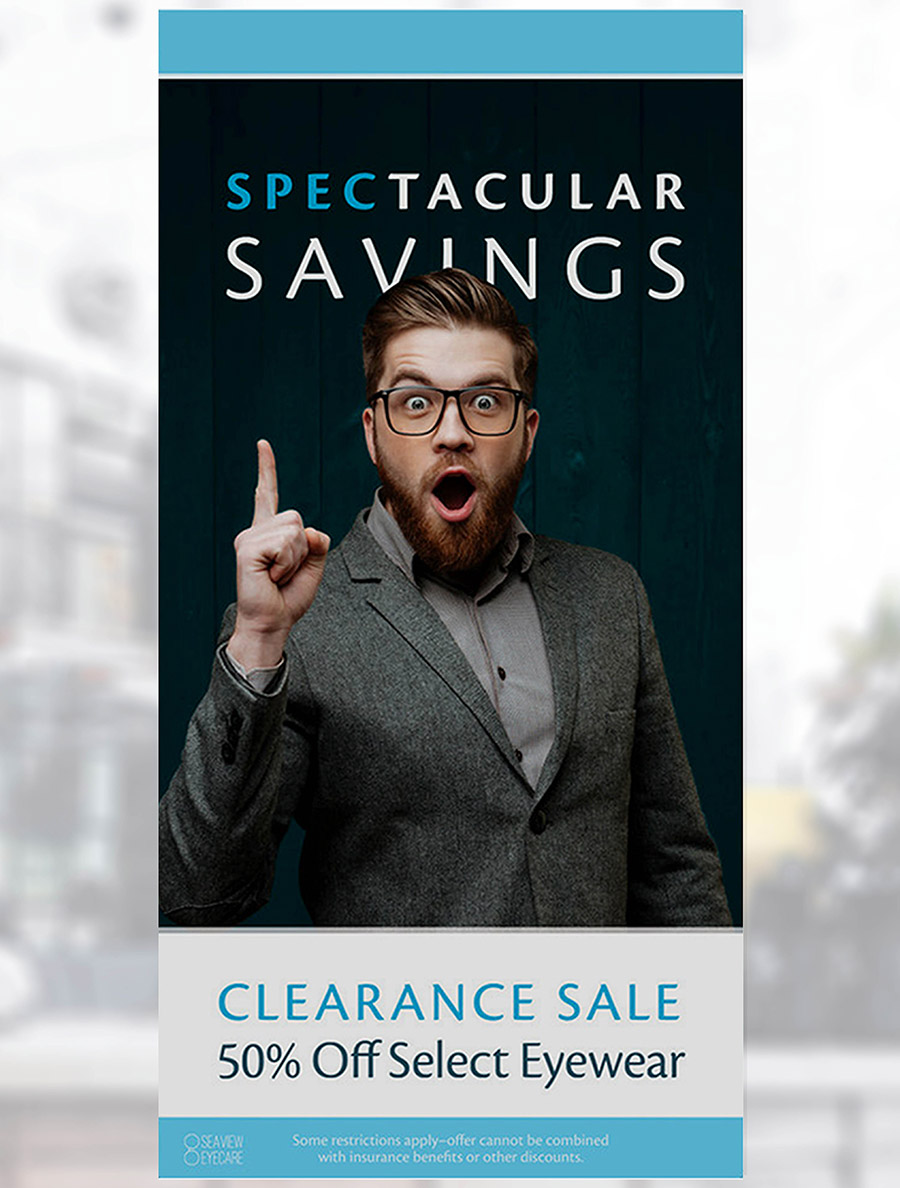 SPECTACULAR
SAVINGS
CLEARANCE SALE
50% Off Select Eyewear
SEAVIEW
EYECARE
Some restrictions apply–offer cannot be combined
with insurance benefits or other discounts.